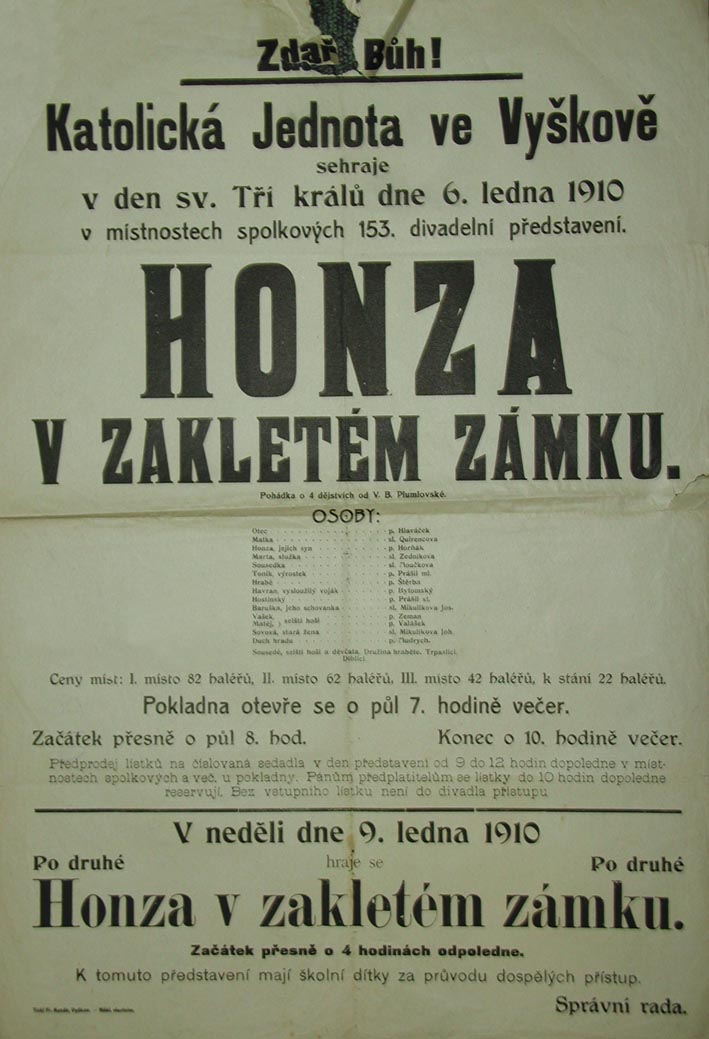 Zdař Bůh!
Katolická Jednota ve Vyškově
sehraje
v den sv. Tří králů dne 6. ledna 1910
v místnostech spolkových 153. divadelní představení.
HONZA
V ZAKLETÉM ZÁMKU.
Pohádka o 4 dějstvích od V. B. Plumlovské.
OSOBY:
Otec . . . p. Hlaváček
Matka . . . sl. Quirencova
Honza, jejich syn . . . p. Horňák
Marta, služka . . . sl. Zedníkova
Sousedka . . . sl. Moučkova
Toník, výrostek . . . p. Prášil ml.
Hrabě . . . p. Štěrba
Havran, vysloužilý voják . . . p. Bytomský
Hostinský . . . p. Prášil st.
Baruška, jeho schovanka . . . sl. Mikulíkova Jos.
Vašek, . . . p. Zeman
Matěj, } selští hoši . . . p. Valášek
Sovová, stará žena . . . sl. Mikulíkova Joh.
Duch hradu . . . p. Mudrych.
Sousedé, selští hoši a děvčata. Družina hraběte. Trpaslíci.
Ďáblíci.
Ceny míst: I. místo 82 haléřů, II. místo 62 haléřů, III. místo 42 haléřů, k stání 22 haléřů.
Pokladna otevře se o půl 7. hodině večer.
Začátek přesně o půl 8. hod. Konec o 10. hodině večer.
Předprodej lístků na číslovaná sedadla v den představení od 9 do 12 hodin dopoledne v míst-
nostech spolkových a več. u pokladny. Pánům předplatitelům se lístky do 10 hodin dopoledne
reservují. Bez vstupního lístku není do divadla přístupu
V neděli dne 9. ledna 1910
Po druhé hraje se Po druhé
Honza v zakletém zámku.
Začátek přesně o 4 hodinách odpoledne.
K tomuto představení mají školní dítky za průvodu dospělých přístup.
Správní rada.